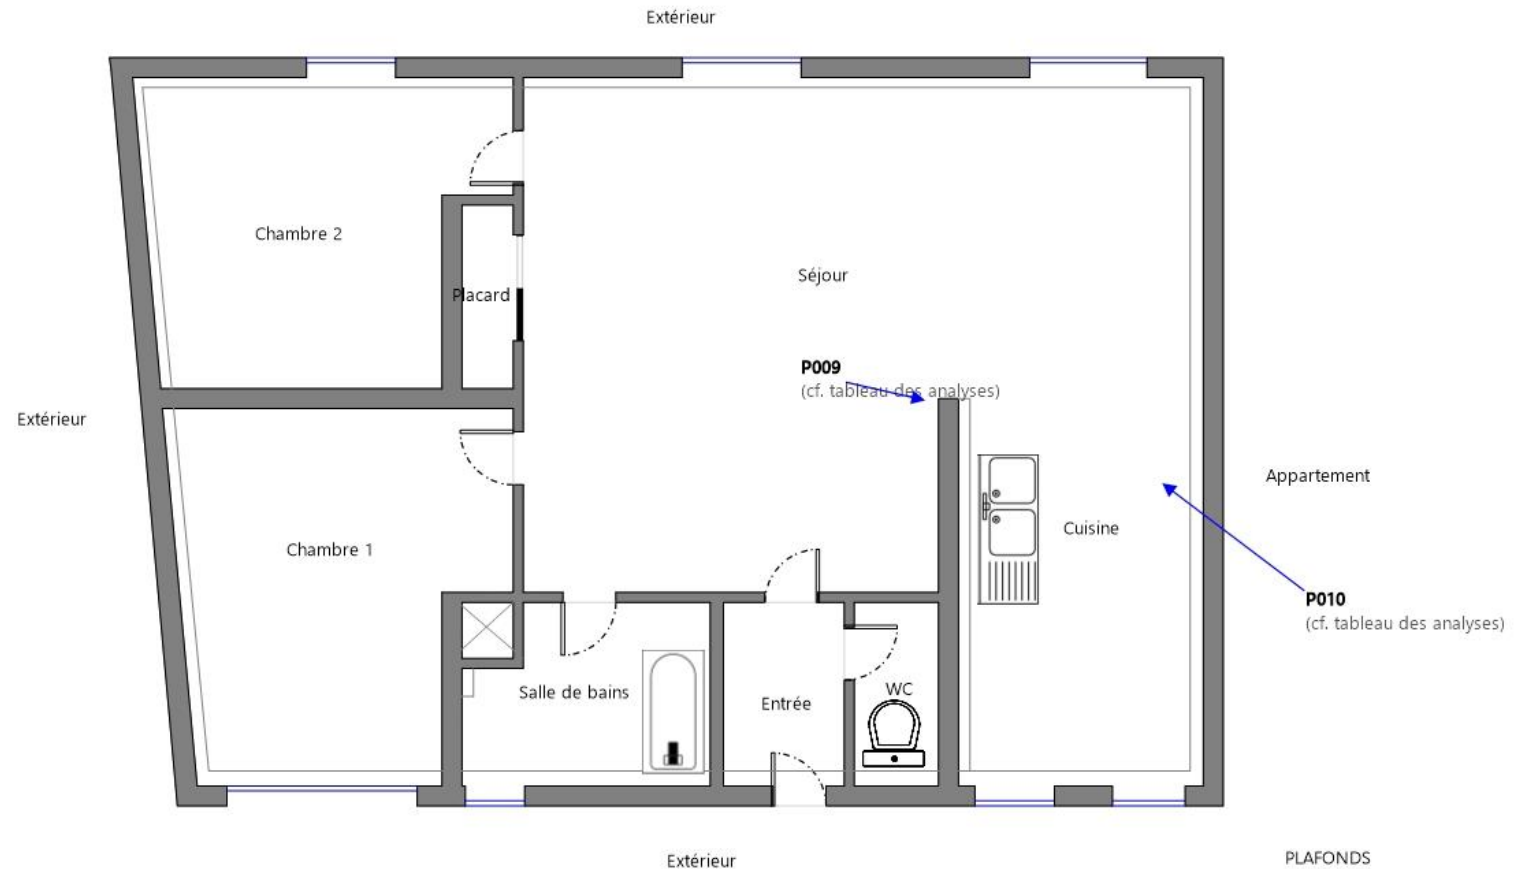 Extérieur
Chambre 2
Séjour
Placard
P009
(cf. tableau des analyses)
Extérieur
Appartement
Cuisine
Chambre 1
P010
(cf. tableau des analyses)
Salle de bains
WC
Entrée
Extérieur
PLAFONDS